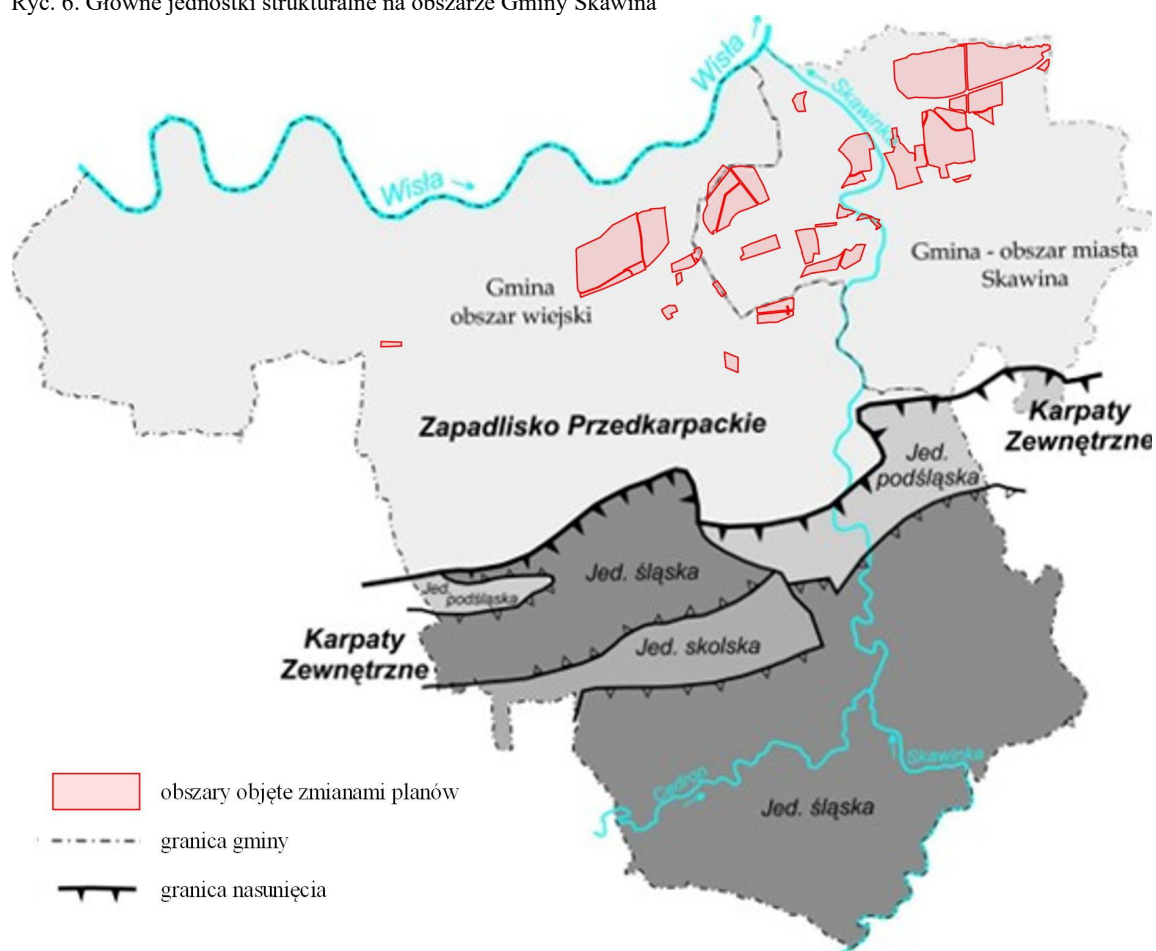 Ryc. 6. Główne jednostki strukturalne na obszarze Gminy Skawina
Wisła
Skawinka
Wisła
Gmina - obszar miasta
Skawina
Gmina
obszar wiejski
Zapadlisko Przedkarpackie
Karpaty
Zewnętrzne
Jed.
podśląska
Jed. śląska
Jed.
podśląska
Karpaty
Zewnętrzne
Jed. skolska
Skawinka
Cedron
Jed. śląska
obszary objęte zmianami planów
granica gminy
granica nasunięcia